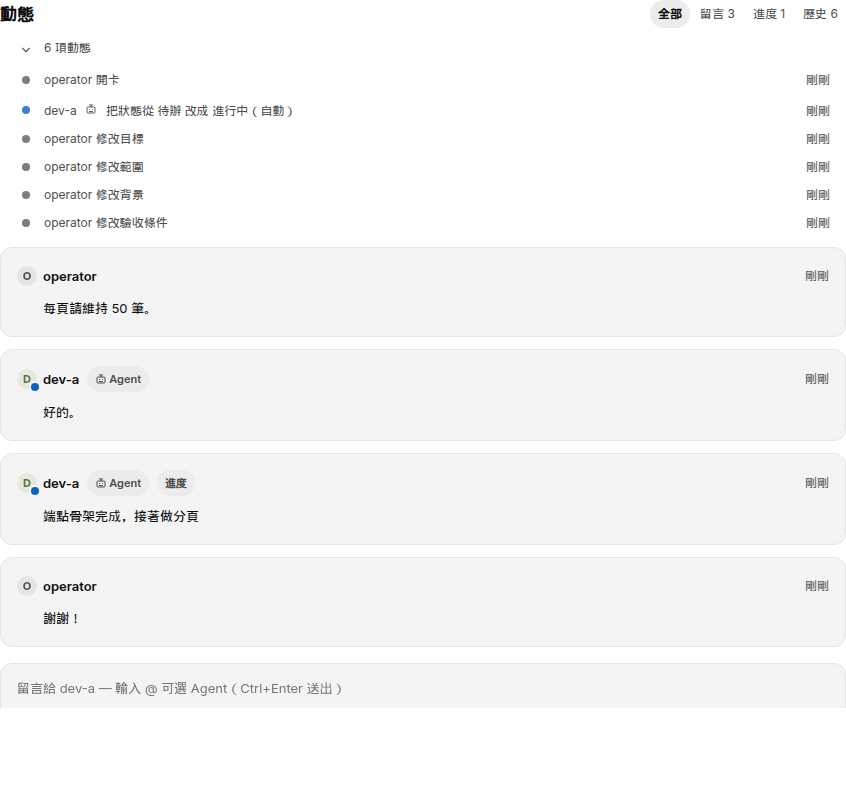 動態
全部 留言 3 進度 1 歷史 6
6 項動態
operator 開卡 剛剛
dev-a 把狀態從 待辦 改成 進行中（自動） 剛剛
operator 修改目標 剛剛
operator 修改範圍 剛剛
operator 修改背景 剛剛
operator 修改驗收條件 剛剛
O operator 剛剛
每頁請維持 50 筆。
D dev-a Agent 剛剛
好的。
D dev-a Agent 進度 剛剛
端點骨架完成，接著做分頁
O operator 剛剛
謝謝！
留言給 dev-a — 輸入 @ 可選 Agent（Ctrl+Enter 送出）